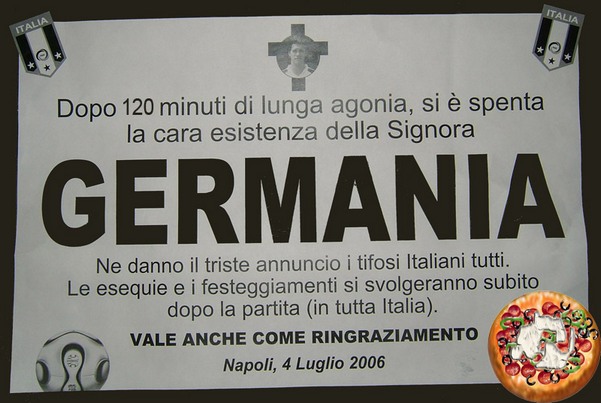 ITALIA
ITALIA
Dopo 120 minuti di lunga agonia, si è spenta
la cara esistenza della Signora
GERMANIA
Ne danno il triste annuncio i tifosi Italiani tutti.
Le esequie e i festeggiamenti si svolgeranno subito
dopo la partita (in tutta Italia).
VALE ANCHE COME RINGRAZIAMENTO
Napoli, 4 Luglio 2006